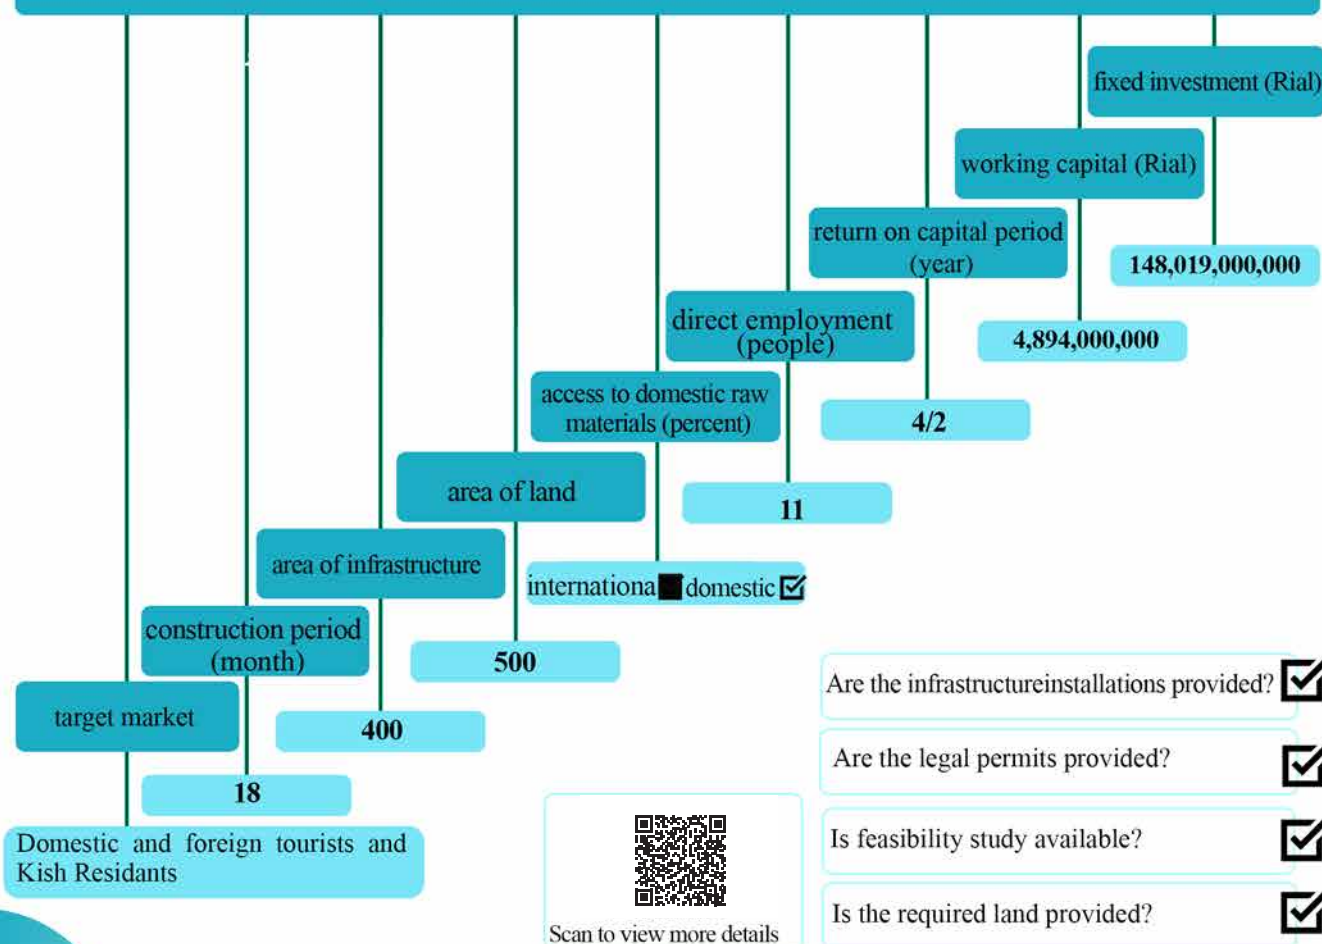 fixed investment (Rial)
148,019,000,000
working capital (Rial)
4,894,000,000
return on capital period
(year)
4/2
direct employment
(people)
11
access to domestic raw
materials (percent)
internationa domestic
area of land
500
area of infrastructure
400
construction period
(month)
18
target market
Domestic and foreign tourists and
Kish Residants
Are the infrastructureinstallations provided?
Are the legal permits provided?
Is feasibility study available?
Is the required land provided?
Scan to view more details